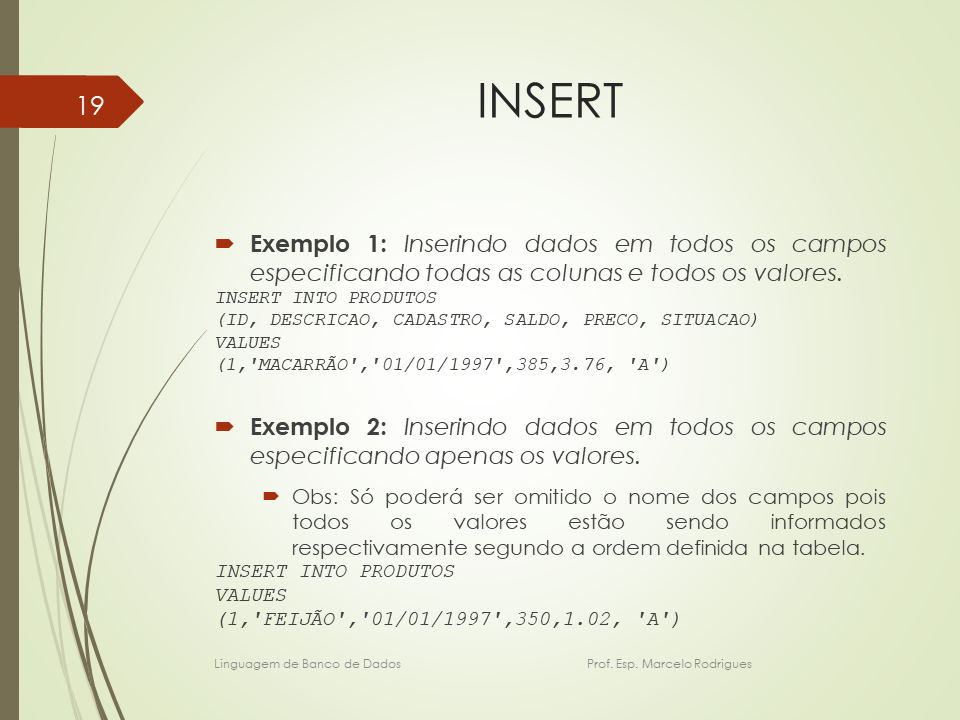 19
INSERT
Exemplo 1: Inserindo dados em todos os campos
especificando todas as colunas e todos os valores.
INSERT INTO PRODUTOS
(ID, DESCRICAO, CADASTRO, SALDO, PRECO, SITUACAO)
VALUES
(1,'MACARRÃO','01/01/1997',385,3.76, 'A')
Exemplo 2: Inserindo dados em todos os campos
especificando apenas os valores.
Obs: Só poderá ser omitido o nome dos campos pois
todos os valores estão sendo informados
respectivamente segundo a ordem definida na tabela.
INSERT INTO PRODUTOS
VALUES
(1,'FEIJÃO','01/01/1997',350,1.02, 'A')
Linguagem de Banco de Dados Prof. Esp. Marcelo Rodrigues